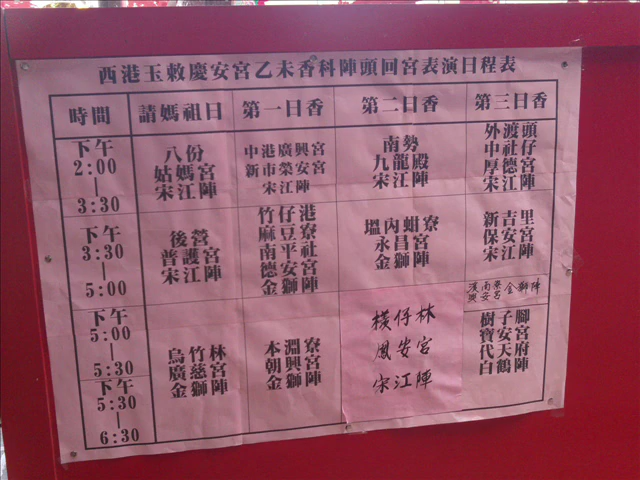 西港玉敕慶安宮乙未香科陣頭回宮表演日程表
時間
請媽祖日
第一日香
第二日香
第三日香
下午
2:00
|
3:30
八份
姑媽宮
宋江陣
中港廣興宮
新市榮安宮
宋江陣
南勢
九龍殿
宋江陣
外渡頭
中社仔
厚德宮
宋江陣
下午
3:30
|
5:00
後營
普護宮
宋江陣
竹仔港
麻豆寮
南平社
德安宮
金獅陣
塭內蚶寮
永昌宮
金獅陣
新吉里
保安宮
宋江陣
南寮
金獅陣
下午
5:00
|
5:30
下午
5:30
|
6:30
烏竹林
廣慈宮
金獅陣
本淵寮
朝興宮
金獅陣
檨仔林
鳳安宮
宋江陣
樹子腳
寶安宮
代天府
白鶴陣